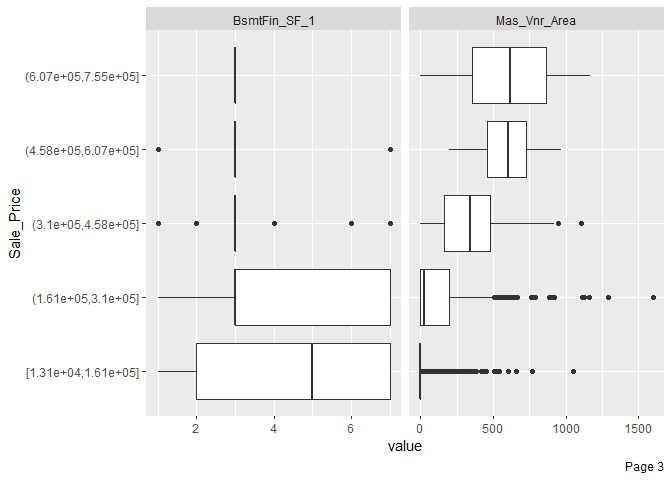 BsmtFin_SF_1 Mas_Vnr_Area
Sale_Price
(6.07e+05,7.55e+05]
(4.58e+05,6.07e+05]
(3.1e+05,4.58e+05]
(1.61e+05,3.1e+05]
[1.31e+04,1.61e+05]
2 4 6 0 500 1000 1500
value
Page 3